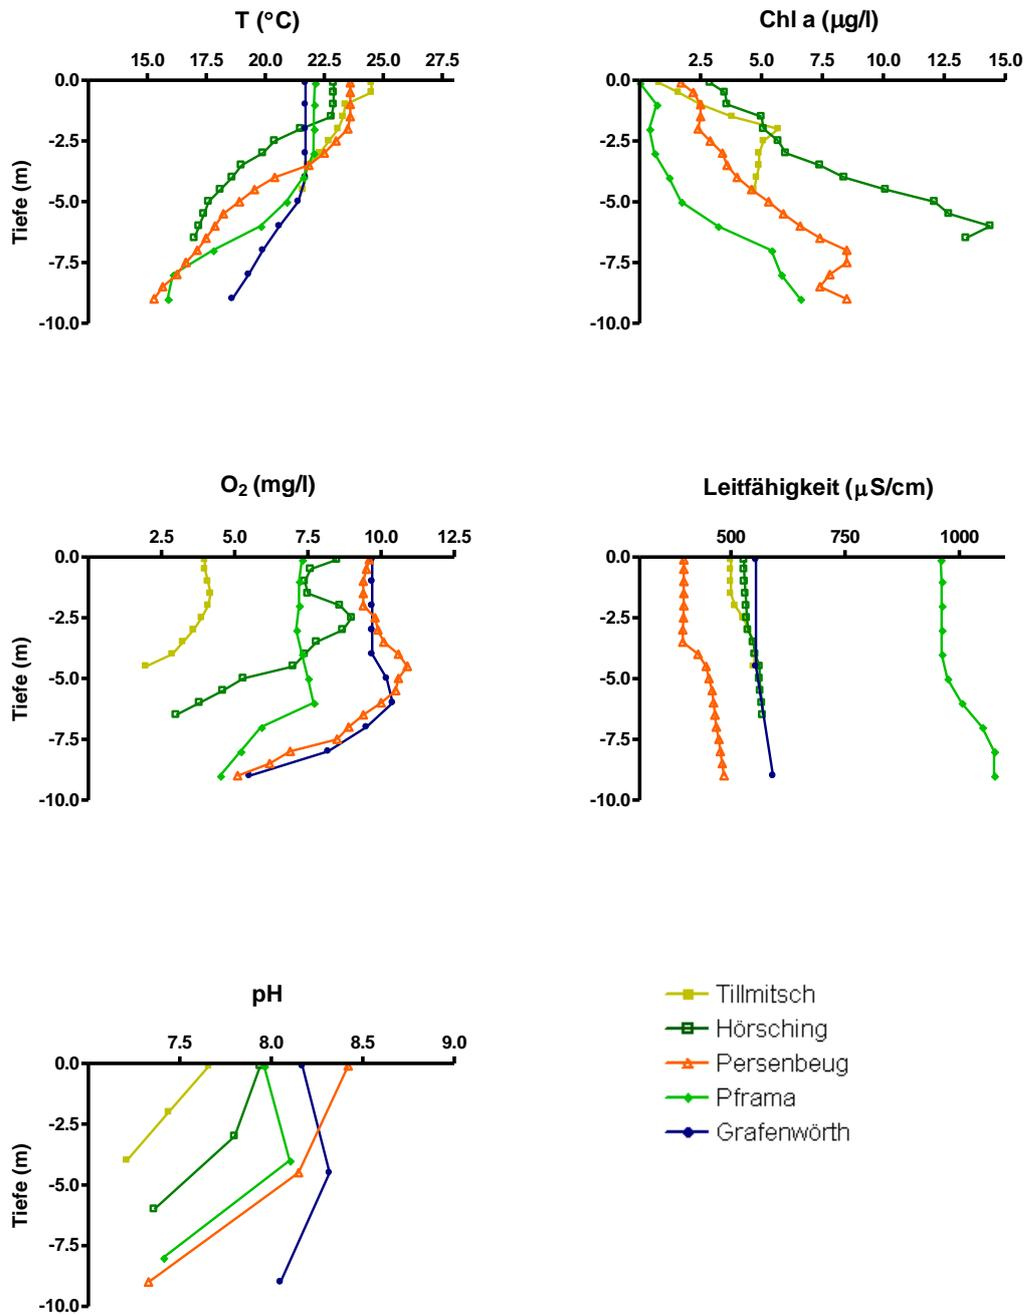 T (°C)
15.0 17.5 20.0 22.5 25.0 27.5
0.0
-2.5
-5.0
-7.5
-10.0
Tiefe (m)
Chl a (µg/l)
2.5 5.0 7.5 10.0 12.5 15.0
0.0
-2.5
-5.0
-7.5
-10.0
O₂ (mg/l)
2.5 5.0 7.5 10.0 12.5
0.0
-2.5
-5.0
-7.5
-10.0
Tiefe (m)
Leitfähigkeit (µS/cm)
500 750 1000
0.0
-2.5
-5.0
-7.5
-10.0
pH
7.5 8.0 8.5 9.0
0.0
-2.5
-5.0
-7.5
-10.0
Tiefe (m)
Tillmitsch
Hörsching
Persenbeug
Pframa
Grafenwörth